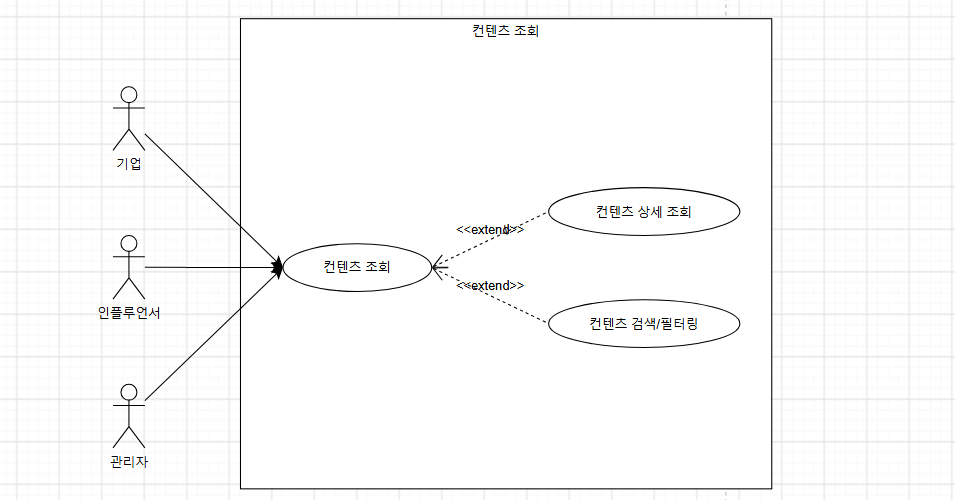 컨텐츠 조회
기업
컨텐츠 상세 조회
<<extend>>
컨텐츠 조회
<<extend>>
인플루언서
컨텐츠 검색/필터링
관리자